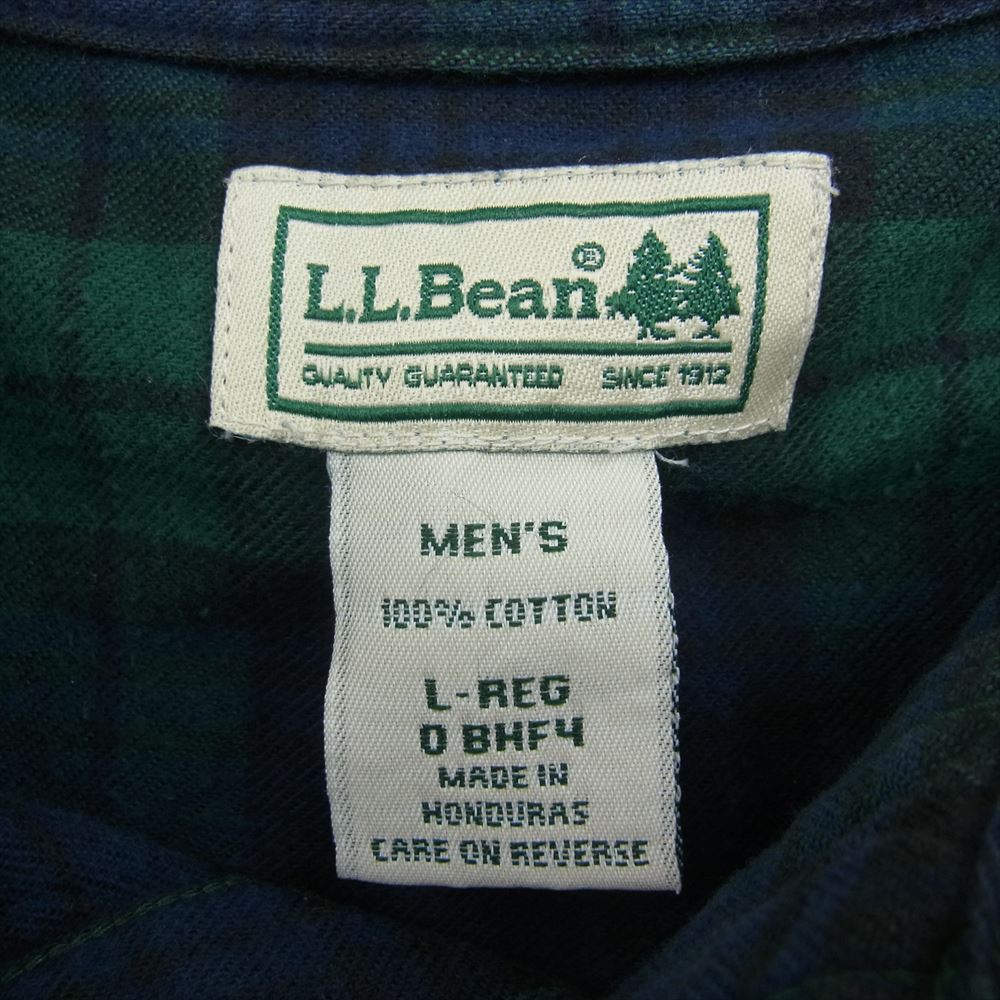 L.L.Bean®
QUALITY GUARANTEED SINCE 1912
MEN'S
100% COTTON
L-REG
0 BHF4
MADE IN
HONDURAS
CARE ON REVERSE